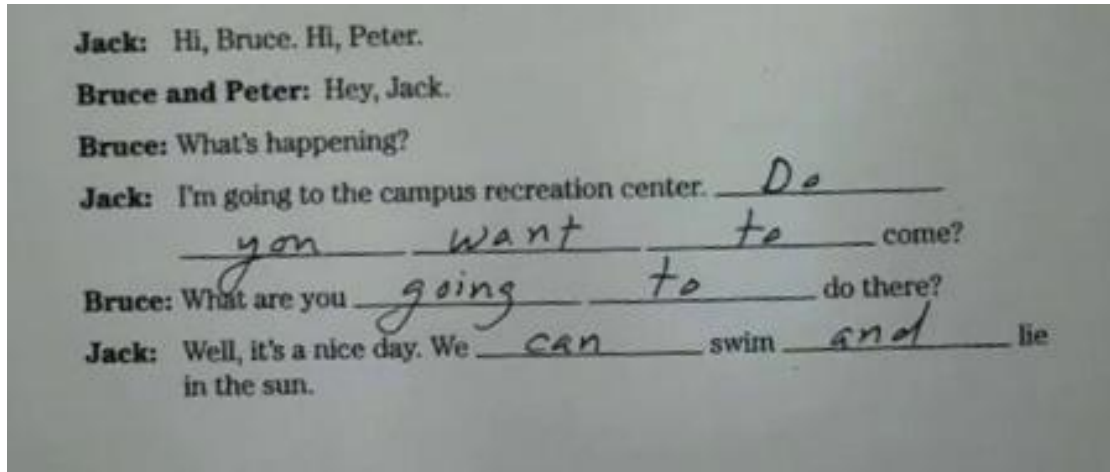 Jack: Hi, Bruce. Hi, Peter.
Bruce and Peter: Hey, Jack.
Bruce: What's happening?
Jack: I'm going to the campus recreation center. Do
you want to come?
Bruce: What are you going to do there?
Jack: Well, it's a nice day. We can swim and lie
in the sun.